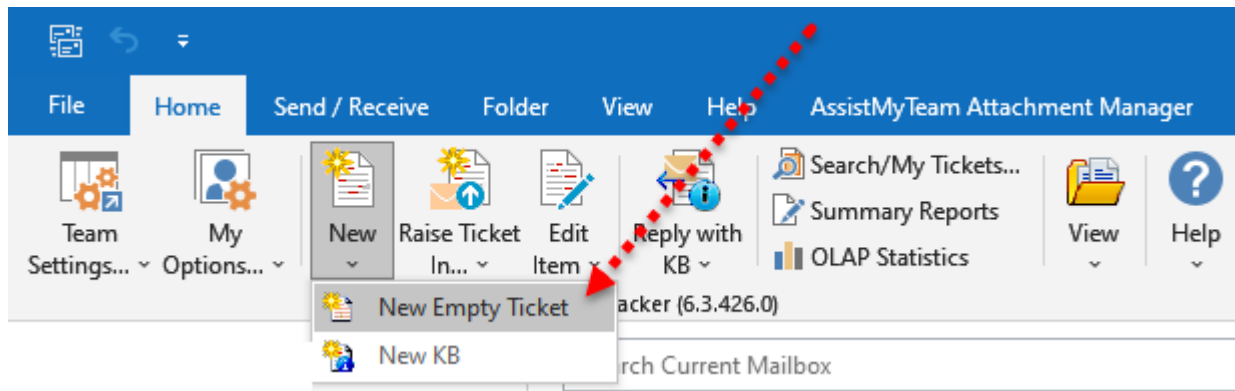 File Home Send / Receive Folder View Help AssistMyTeam Attachment Manager
Team Settings...
My Options...
New
Raise Ticket In...
Edit Item
Reply with KB
Search/My Tickets...
Summary Reports
OLAP Statistics
View
Help
New Empty Ticket
acker (6.3.426.0)
New KB
rch Current Mailbox